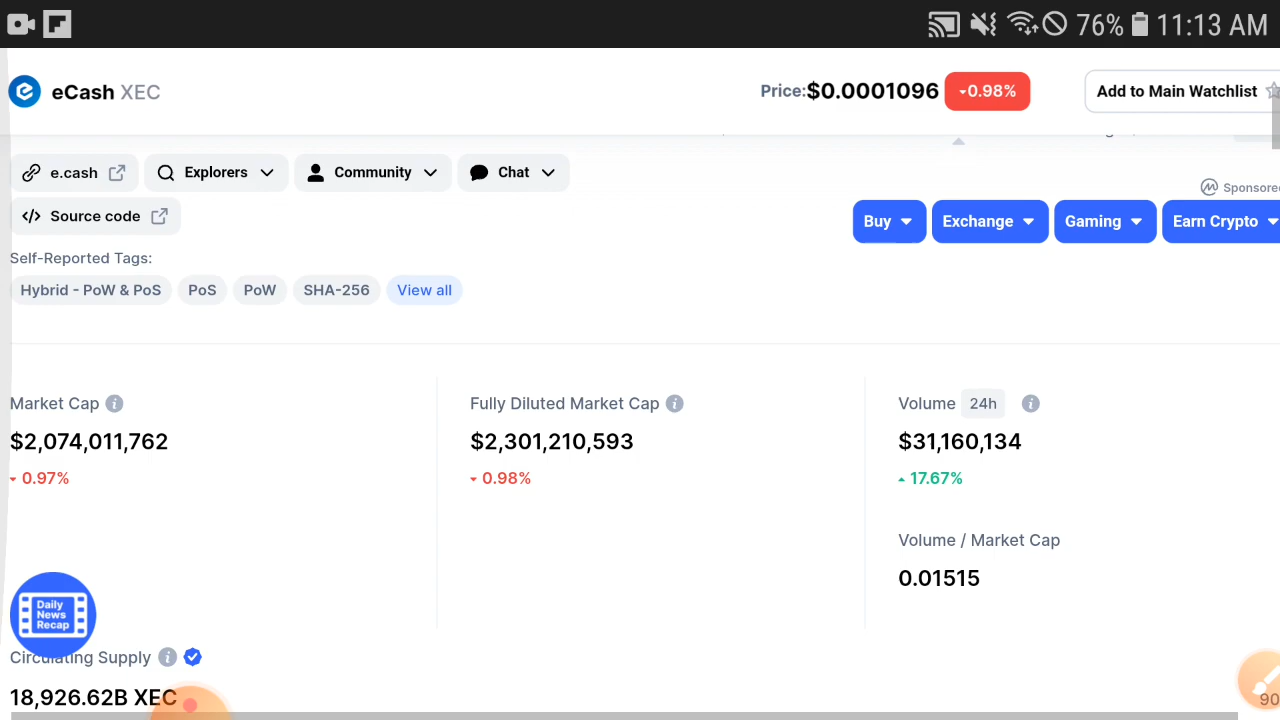 76% 11:13 AM
eCash XEC
Price:$0.0001096 0.98%
Add to Main Watchlist
e.cash Explorers Community Chat
Sponsored
Source code
Buy Exchange Gaming Earn Crypto
Self-Reported Tags:
Hybrid - PoW & PoS PoS PoW SHA-256 View all
Market Cap Fully Diluted Market Cap Volume 24h
$2,074,011,762 $2,301,210,593 $31,160,134
0.97% 0.98% 17.67%
Volume / Market Cap
0.01515
Daily
News
Recap
Circulating Supply
18,926.62B XEC
90